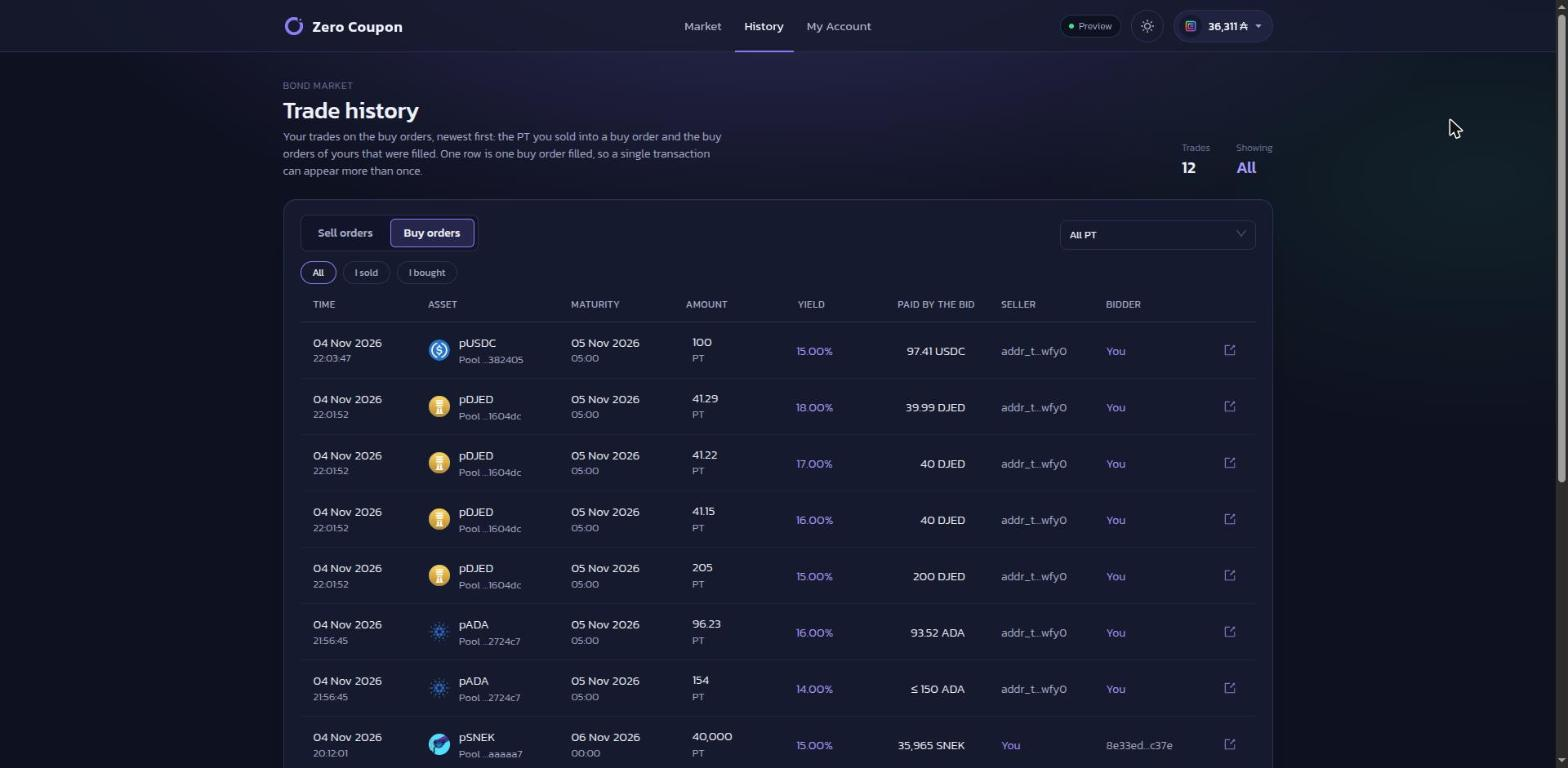 Zero Coupon
Market History My Account
Preview 36,311 ₳
BOND MARKET
Trade history
Your trades on the buy orders, newest first: the PT you sold into a buy order and the buy
orders of yours that were filled. One row is one buy order filled, so a single transaction
can appear more than once.
Trades Showing
12 All
Sell orders Buy orders All PT
All I sold I bought
TIME ASSET MATURITY AMOUNT YIELD PAID BY THE BID SELLER BIDDER
04 Nov 2026 pUSDC 05 Nov 2026 100 15.00% 97.41 USDC addr_t...wfy0 You
22:03:47 Pool ...382405 05:00 PT
04 Nov 2026 pDJED 05 Nov 2026 41.29 18.00% 39.99 DJED addr_t...wfy0 You
22:01:52 Pool ...1604dc 05:00 PT
04 Nov 2026 pDJED 05 Nov 2026 41.22 17.00% 40 DJED addr_t...wfy0 You
22:01:52 Pool ...1604dc 05:00 PT
04 Nov 2026 pDJED 05 Nov 2026 41.15 16.00% 40 DJED addr_t...wfy0 You
22:01:52 Pool ...1604dc 05:00 PT
04 Nov 2026 pDJED 05 Nov 2026 205 15.00% 200 DJED addr_t...wfy0 You
22:01:52 Pool ...1604dc 05:00 PT
04 Nov 2026 pADA 05 Nov 2026 96.23 16.00% 93.52 ADA addr_t...wfy0 You
21:56:45 Pool ...2724c7 05:00 PT
04 Nov 2026 pADA 05 Nov 2026 154 14.00% ≤ 150 ADA addr_t...wfy0 You
21:56:45 Pool ...2724c7 05:00 PT
04 Nov 2026 pSNEK 06 Nov 2026 40,000 15.00% 35,965 SNEK You 8e33ed...c37e
20:12:01 Pool ...aaaaa7 00:00 PT